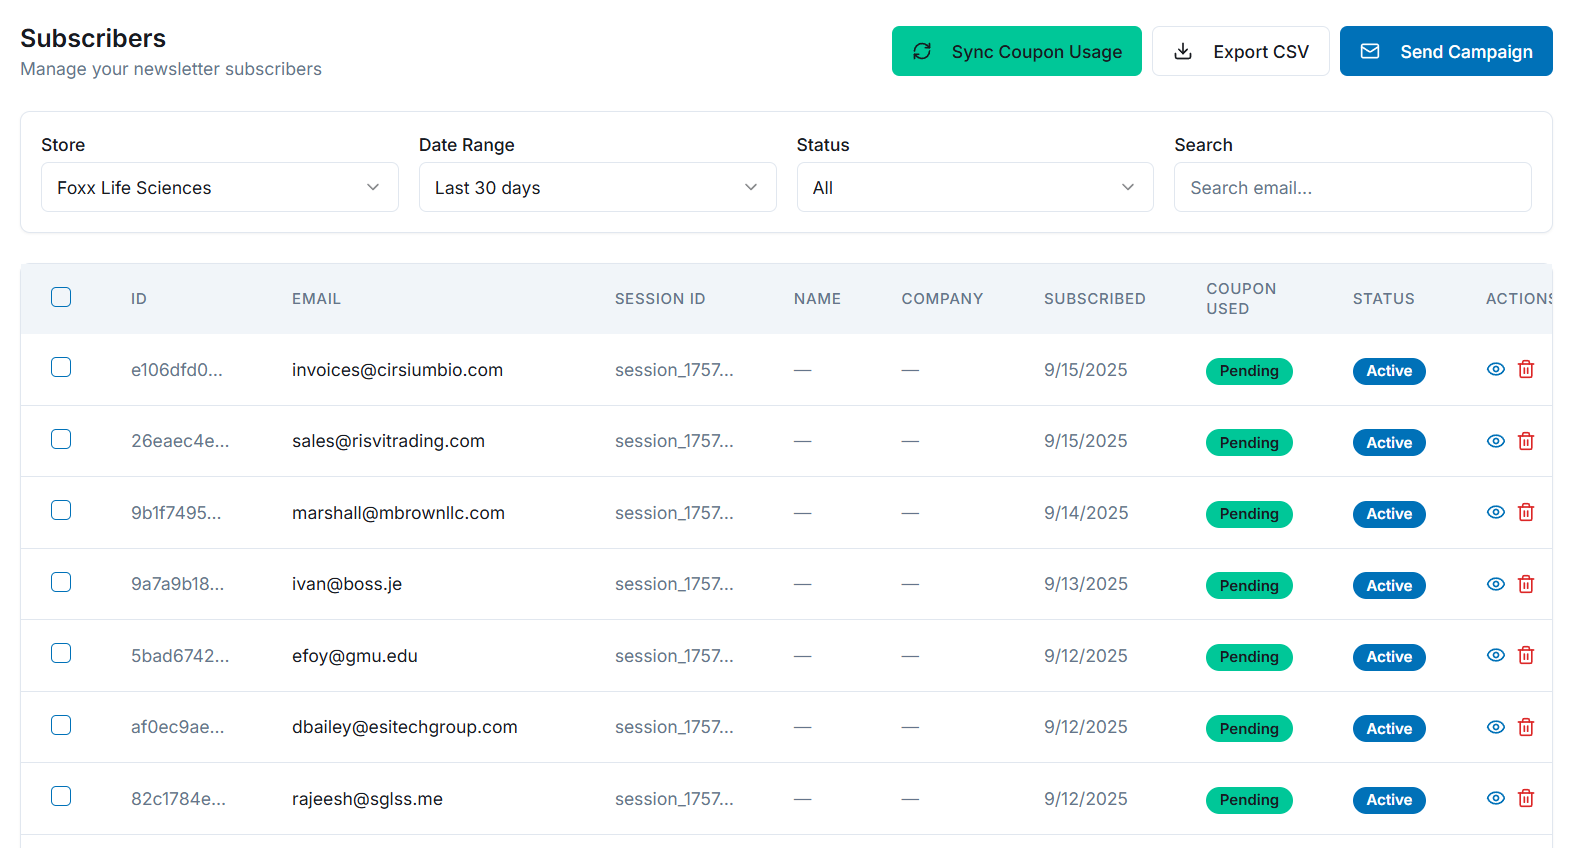 Subscribers
Manage your newsletter subscribers
Sync Coupon Usage
Export CSV
Send Campaign
Store
Date Range
Status
Search
Foxx Life Sciences
Last 30 days
All
Search email...
ID EMAIL SESSION ID NAME COMPANY SUBSCRIBED COUPON USED STATUS ACTIONS
e106dfd0... invoices@cirsiumbio.com session_1757... — — 9/15/2025 Pending Active
26eaec4e... sales@risvitrading.com session_1757... — — 9/15/2025 Pending Active
9b1f7495... marshall@mbrownllc.com session_1757... — — 9/14/2025 Pending Active
9a7a9b18... ivan@boss.je session_1757... — — 9/13/2025 Pending Active
5bad6742... efoy@gmu.edu session_1757... — — 9/12/2025 Pending Active
af0ec9ae... dbailey@esitechgroup.com session_1757... — — 9/12/2025 Pending Active
82c1784e... rajeesh@sglss.me session_1757... — — 9/12/2025 Pending Active